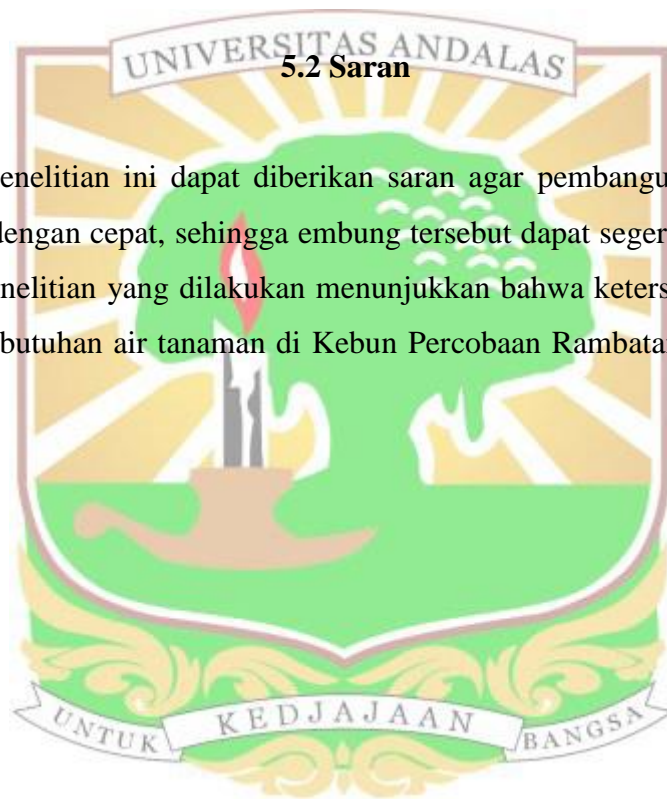 UNIVERSITAS ANDALAS
5.2 Saran
enelitian ini dapat diberikan saran agar pembangu
dengan cepat, sehingga embung tersebut dapat seger
nelitian yang dilakukan menunjukkan bahwa keters
butuhan air tanaman di Kebun Percobaan Rambatan
UNTUK KEDJAJAAN BANGSA